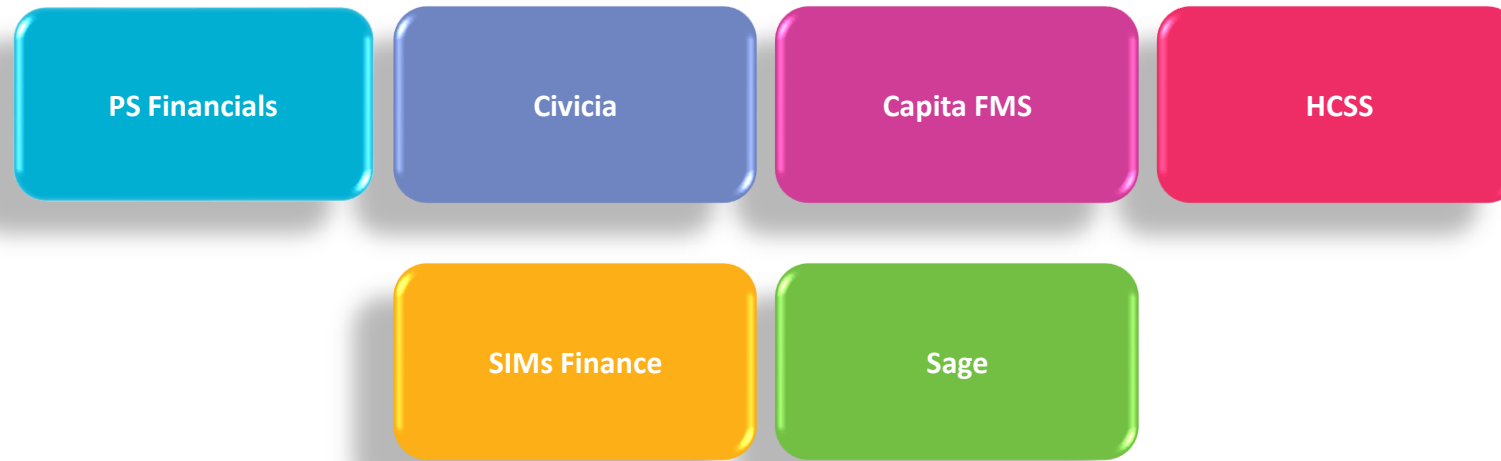 PS Financials
Civicia
Capita FMS
HCSS
SIMs Finance
Sage